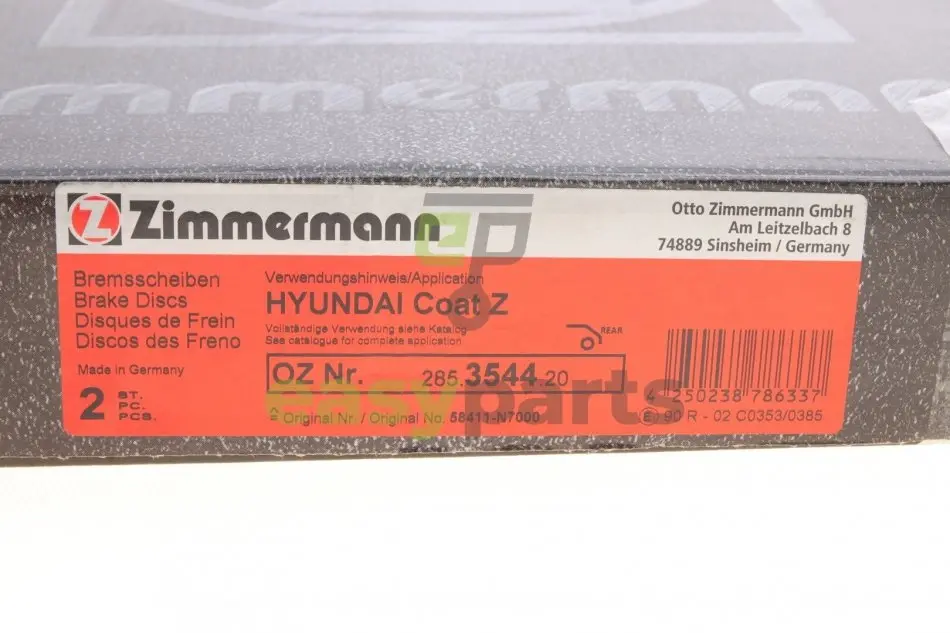 mmerma
Zimmermann
Otto Zimmermann GmbH
Am Leitzelbach 8
74889 Sinsheim / Germany
Bremsscheiben
Brake Discs
Disques de Frein
Discos des Freno
Made in Germany
2 ST.
PC.
PCS.
Verwendungshinweis/Application
HYUNDAI Coat Z
Vollständige Verwendung siehe Katalog
See catalogue for complete application
REAR
OZ Nr. 285.3544.20
≙ Original Nr. / Original No. 58411-N7000
4 250238 786337
E1 90 R - 02 C0353/0385
ep
easyparts